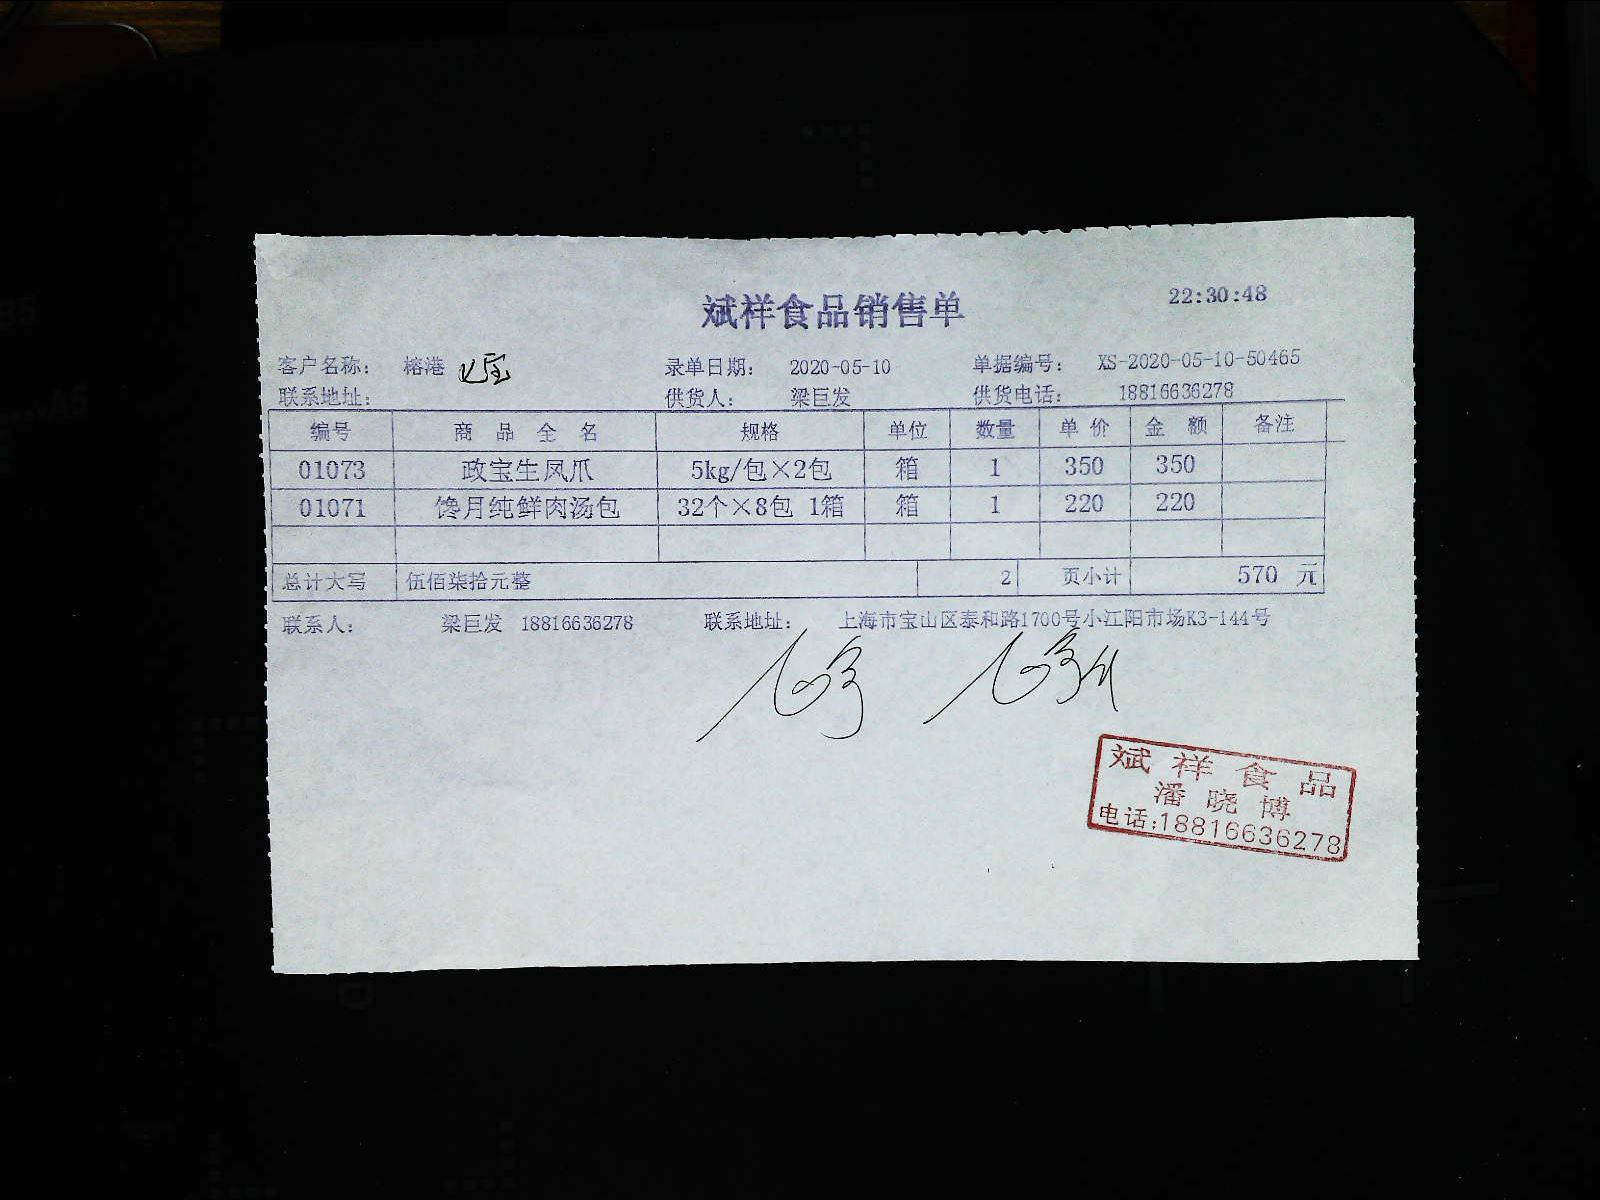 22:30:48
斌祥食品销售单
客户名称： 榕港 录单日期： 2020-05-10 单据编号： XS-2020-05-10-50465
联系地址： 供货人： 梁巨发 供货电话： 18816636278
编号 商品全名 规格 单位 数量 单价 金额 备注
01073 政宝生凤爪 5kg/包×2包 箱 1 350 350
01071 馋月纯鲜肉汤包 32个×8包 1箱 箱 1 220 220
总计大写 伍佰柒拾元整 2 页小计 570 元
联系人： 梁巨发 18816636278 联系地址： 上海市宝山区泰和路1700号小江阳市场K3-144号
斌祥食品
潘晓博
电话:18816636278